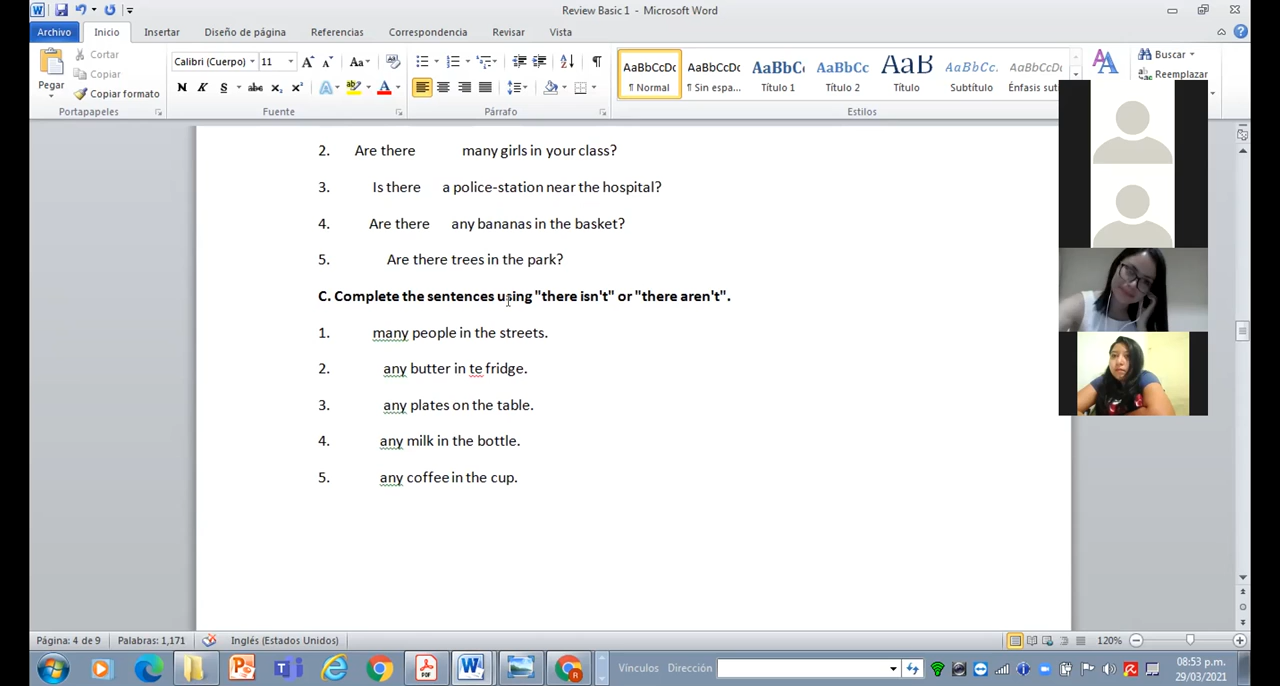 Review Basic 1 - Microsoft Word
Archivo Inicio Insertar Diseño de página Referencias Correspondencia Revisar Vista
Cortar
Copiar
Copiar formato
Pegar
Calibri (Cuerpo) 11
AaBbCcDc AaBbCcDc AaBbC AaBbCc AaB AaBbCc. AaBbCcDc
¶ Normal ¶ Sin espa... Título 1 Título 2 Título Subtítulo Énfasis sut
Buscar
Reemplazar
Portapapeles Fuente Párrafo Estilos
2. Are there many girls in your class?
3. Is there a police-station near the hospital?
4. Are there any bananas in the basket?
5. Are there trees in the park?
C. Complete the sentences using "there isn't" or "there aren't".
1. many people in the streets.
2. any butter in te fridge.
3. any plates on the table.
4. any milk in the bottle.
5. any coffee in the cup.
Página: 4 de 9 Palabras: 1,171 Inglés (Estados Unidos) 120%
Vínculos Dirección
08:53 p.m.
29/03/2021